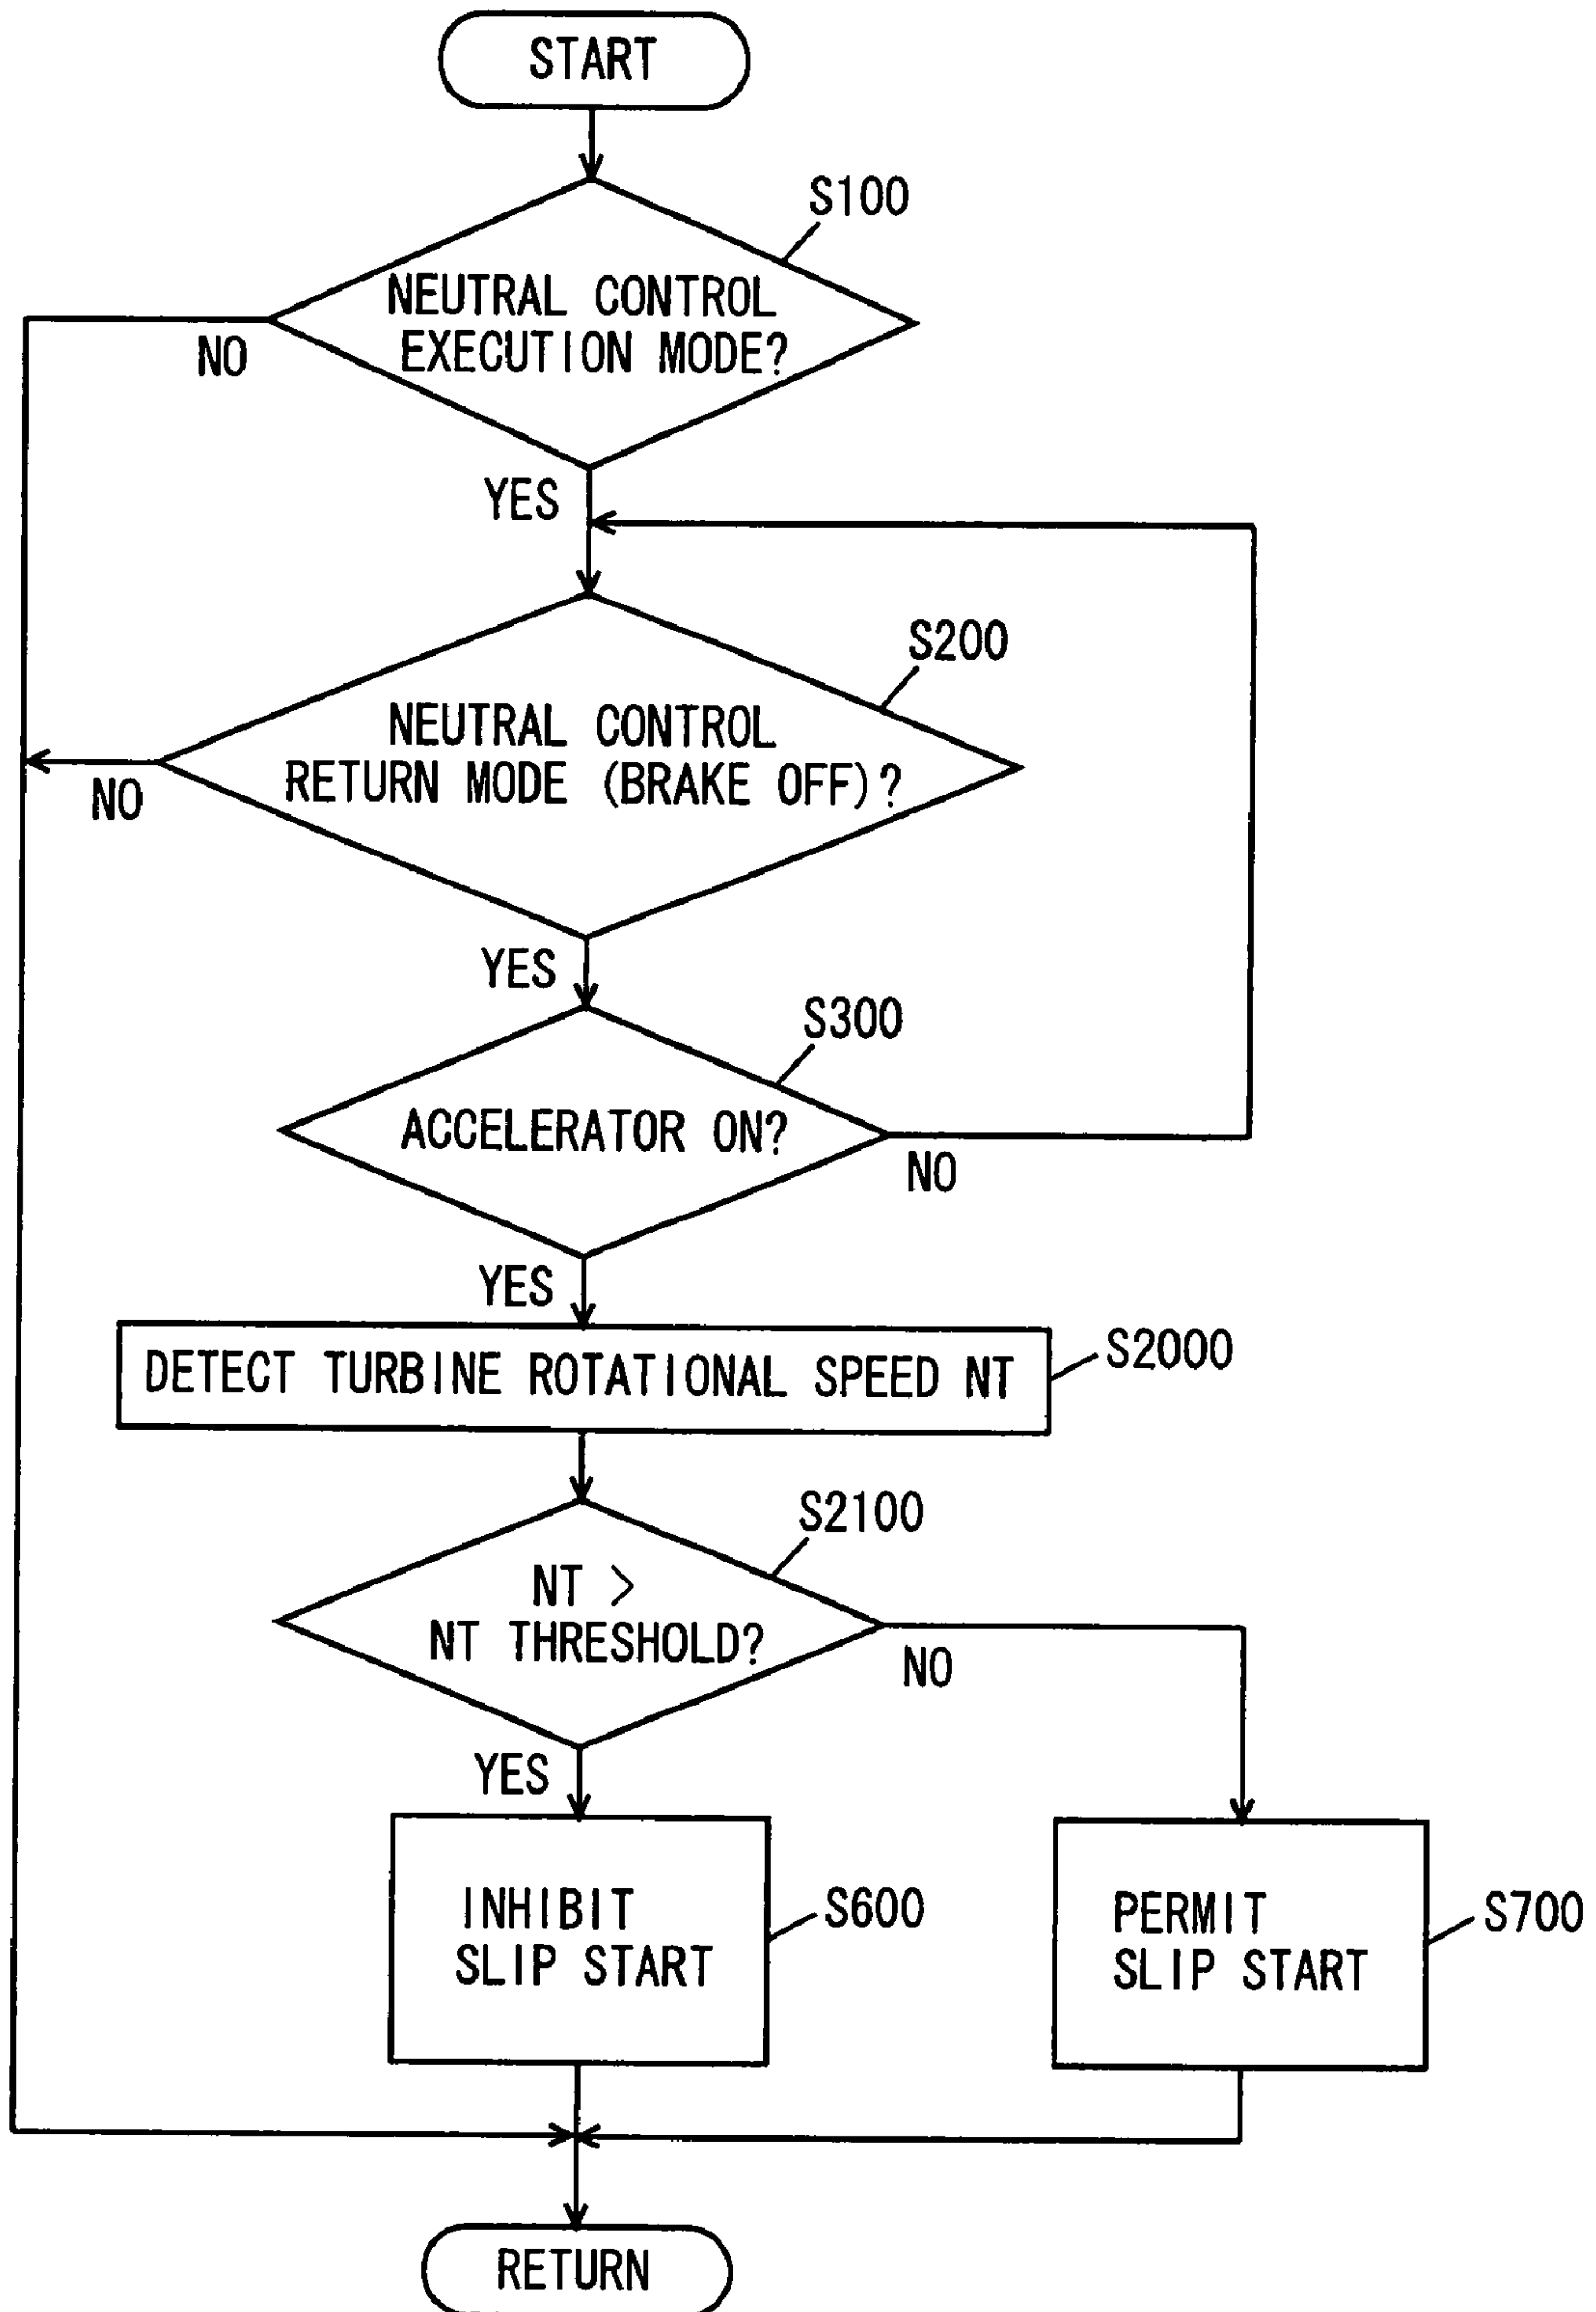 START
S100
NEUTRAL CONTROL
EXECUTION MODE?
NO
YES
S200
NEUTRAL CONTROL
RETURN MODE (BRAKE OFF)?
NO
YES
S300
ACCELERATOR ON?
NO
YES
DETECT TURBINE ROTATIONAL SPEED NT
S2000
S2100
NT >
NT THRESHOLD?
NO
YES
INHIBIT
SLIP START
S600
PERMIT
SLIP START
S700
RETURN